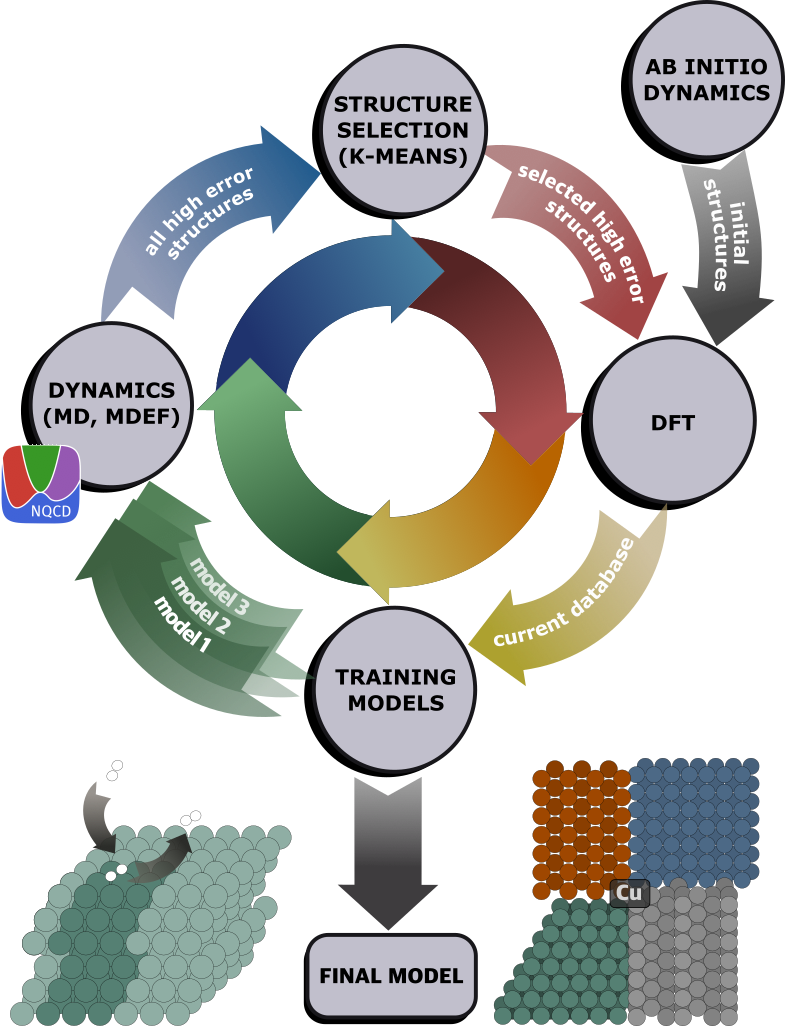 AB INITIO
DYNAMICS
STRUCTURE
SELECTION
(K-MEANS)
all high error
structures
selected high error
structures
initial
structures
DYNAMICS
(MD, MDEF)
NQCD
DFT
model 3
model 2
model 1
current database
TRAINING
MODELS
Cu
FINAL MODEL